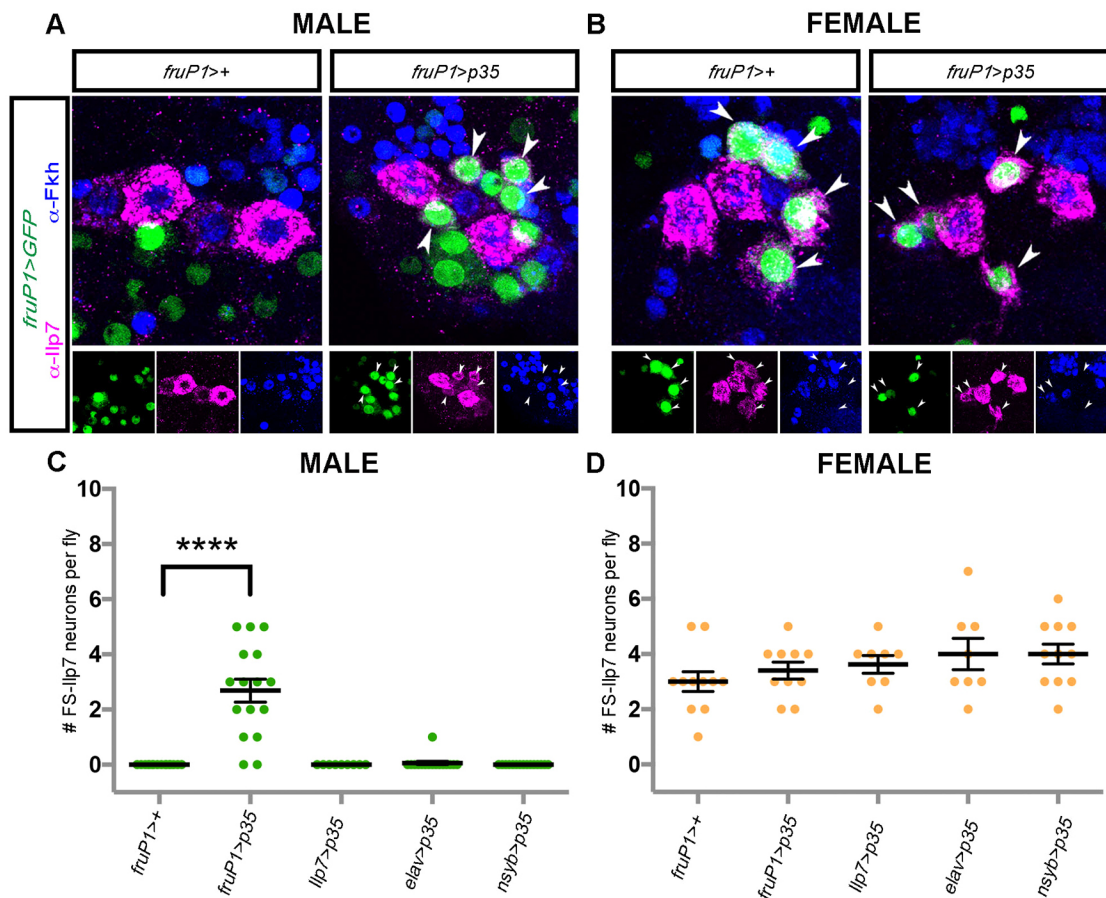 A MALE B FEMALE
fruP1>+ fruP1>p35 fruP1>+ fruP1>p35
fruP1>GFP
α-Ilp7 α-Fkh
C MALE D FEMALE
# FS-Ilp7 neurons per fly
10
8
6
4
2
0
****
fruP1>+
fruP1>p35
Ilp7>p35
elav>p35
nsyb>p35
# FS-Ilp7 neurons per fly
10
8
6
4
2
0
fruP1>+
fruP1>p35
Ilp7>p35
elav>p35
nsyb>p35